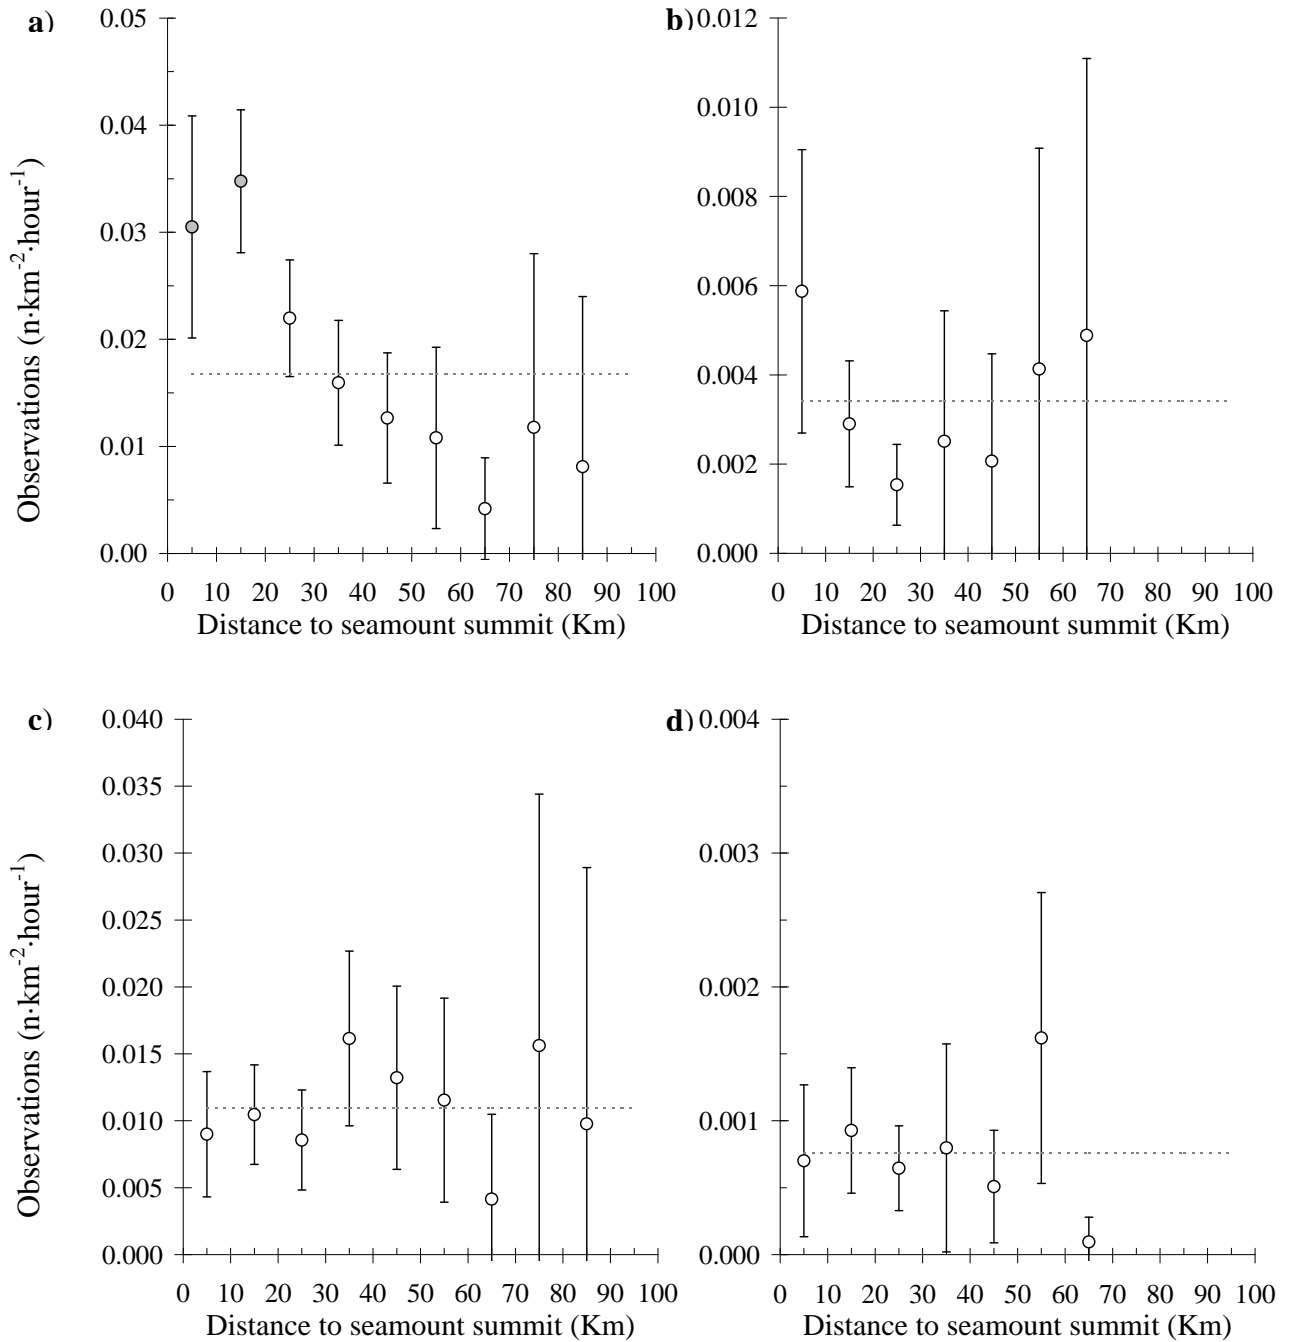 a)
0.05
0.04
0.03
0.02
0.01
0.00
0 10 20 30 40 50 60 70 80 90 100
Distance to seamount summit (Km)
Observations (n·km⁻²·hour⁻¹)
b)
0.012
0.010
0.008
0.006
0.004
0.002
0.000
0 10 20 30 40 50 60 70 80 90 100
Distance to seamount summit (Km)
c)
0.040
0.035
0.030
0.025
0.020
0.015
0.010
0.005
0.000
0 10 20 30 40 50 60 70 80 90 100
Distance to seamount summit (Km)
Observations (n·km⁻²·hour⁻¹)
d)
0.004
0.003
0.002
0.001
0.000
0 10 20 30 40 50 60 70 80 90 100
Distance to seamount summit (Km)